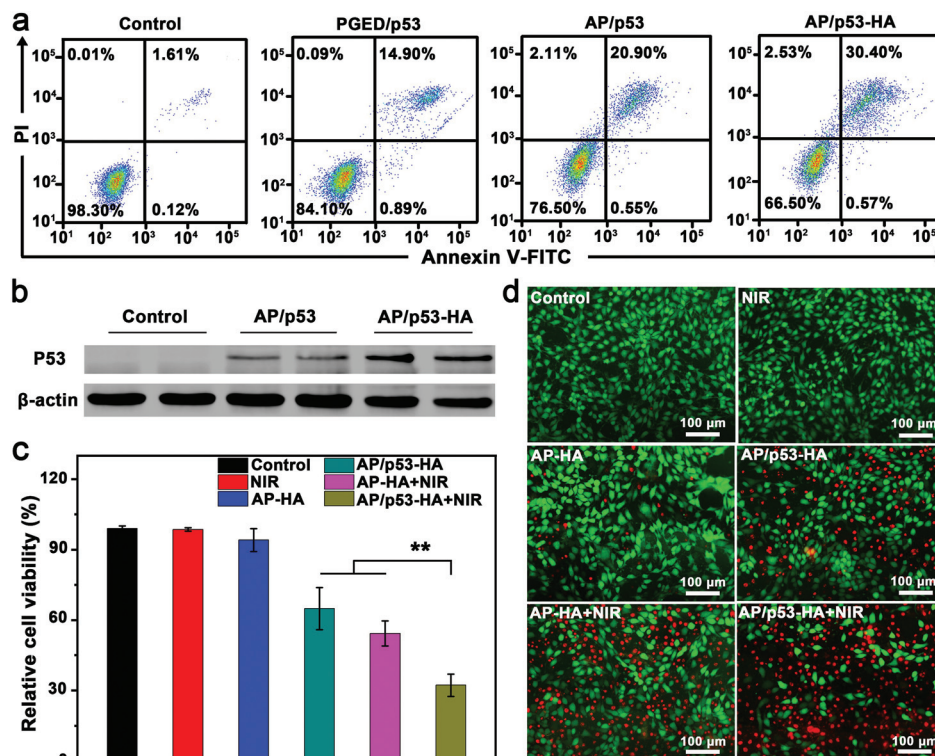 a
Control
PGED/p53
AP/p53
AP/p53-HA
PI
10⁵
10⁴
10³
10²
10¹
0.01%
1.61%
98.30%
0.12%
10¹ 10² 10³ 10⁴ 10⁵
10⁵
10⁴
10³
10²
10¹
0.09%
14.90%
84.10%
0.89%
10¹ 10² 10³ 10⁴ 10⁵
10⁵
10⁴
10³
10²
10¹
2.11%
20.90%
76.50%
0.55%
10¹ 10² 10³ 10⁴ 10⁵
10⁵
10⁴
10³
10²
10¹
2.53%
30.40%
66.50%
0.57%
10¹ 10² 10³ 10⁴ 10⁵
Annexin V-FITC
b
Control
AP/p53
AP/p53-HA
P53
β-actin
c
Relative cell viability (%)
120
90
60
30
Control
NIR
AP-HA
AP/p53-HA
AP-HA+NIR
AP/p53-HA+NIR
**
d
Control
100 μm
NIR
100 μm
AP-HA
100 μm
AP/p53-HA
100 μm
AP-HA+NIR
100 μm
AP/p53-HA+NIR
100 μm